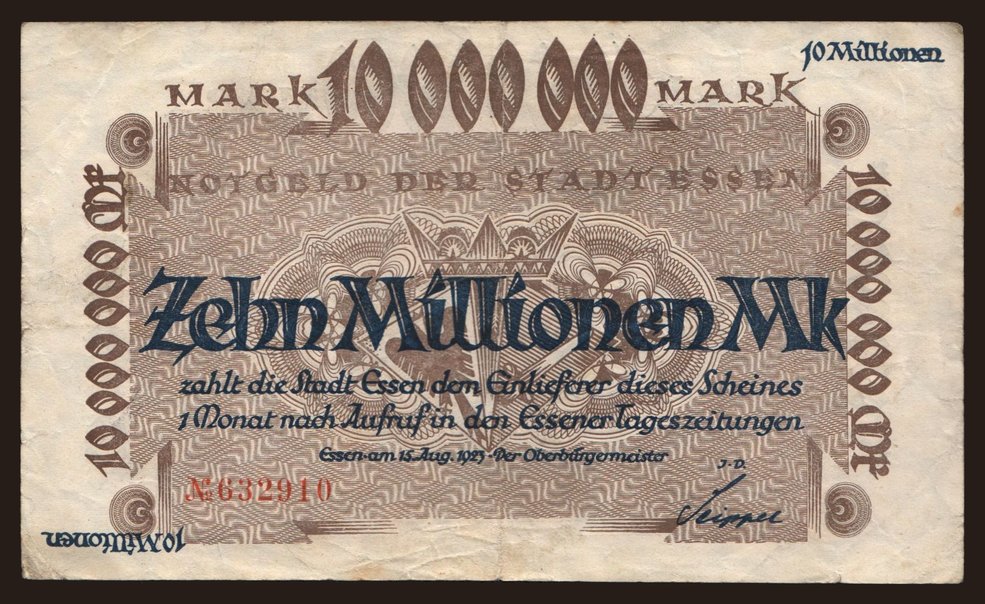 10 Millionen
MARK 10 000 000 MARK
NOTGELD DER STADT ESSEN
10 000 000 Mk
10 000 000 Mk
Zehn Millionen Mk
zahlt die Stadt Essen dem Einlieferer dieses Scheines
1 Monat nach Aufruf in den Essener Tageszeitungen
Essen·am 15. Aug. 1923·Der Oberbürgermeister
J.D.
№632910
10 Millionen